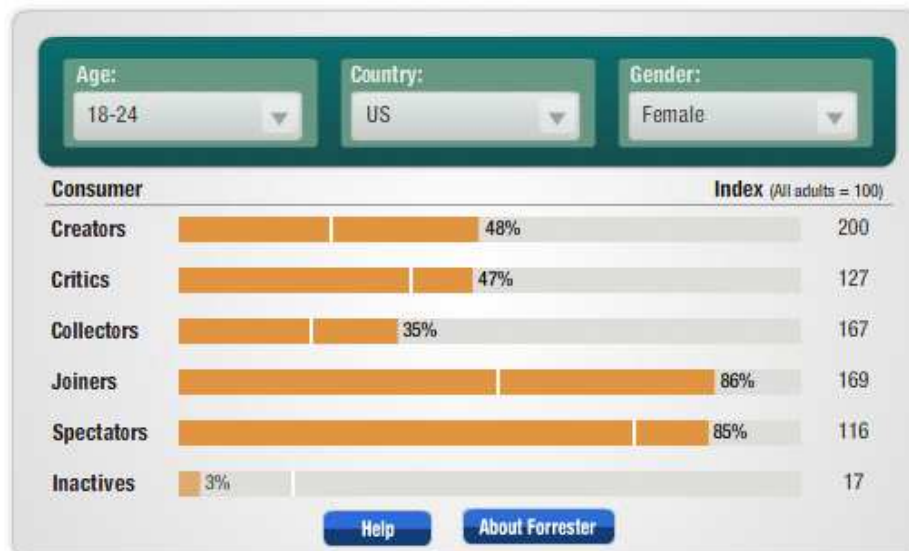 Age: Country: Gender:
18-24 US Female
Consumer Index (All adults = 100)
Creators 48% 200
Critics 47% 127
Collectors 35% 167
Joiners 86% 169
Spectators 85% 116
Inactives 3% 17
Help About Forrester